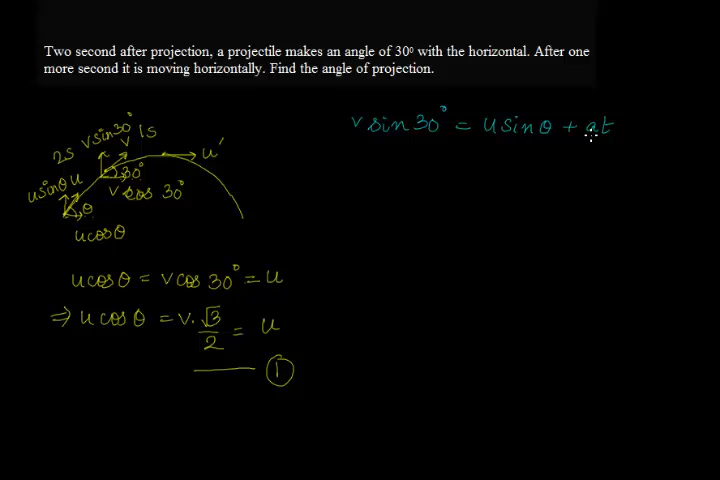 Two second after projection, a projectile makes an angle of 30⁰ with the horizontal. After one
more second it is moving horizontally. Find the angle of projection.
v sin 30° = u sin θ + at
v sin 30° 1s
2s v u'
u sin θ u 30°
θ v cos 30°
u cos θ
u cos θ = v cos 30° = u
⇒ u cos θ = v · √3/2 = u
①